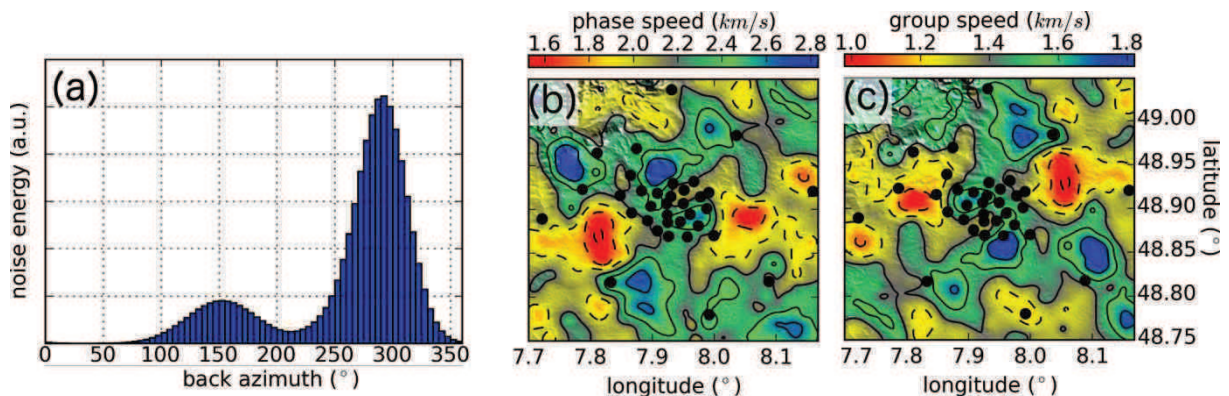 (a)
noise energy (a.u.)
0 50 100 150 200 250 300 350
back azimuth (°)
phase speed (km/s)
1.6 1.8 2.0 2.2 2.4 2.6 2.8
(b)
7.7 7.8 7.9 8.0 8.1
longitude (°)
group speed (km/s)
1.0 1.2 1.4 1.6 1.8
(c)
49.00
48.95
48.90
48.85
48.80
48.75
latitude (°)
7.7 7.8 7.9 8.0 8.1
longitude (°)